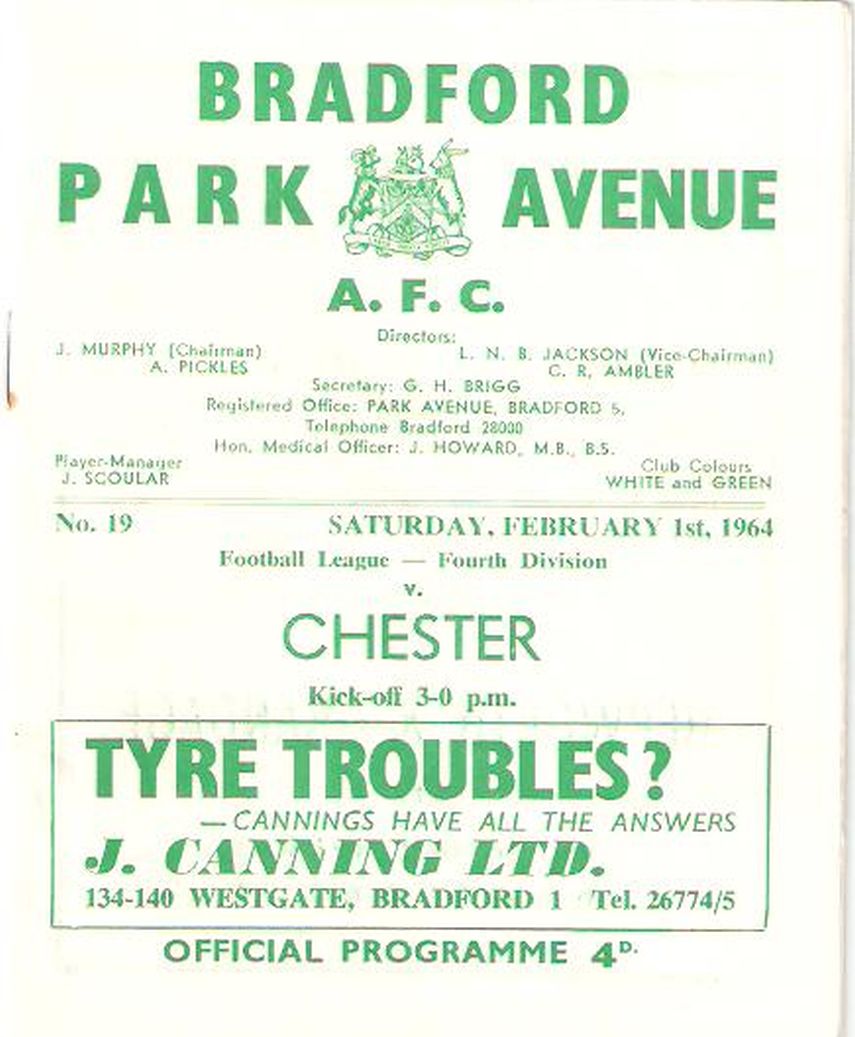 BRADFORD
PARK AVENUE
A. F. C.
Directors:
J. MURPHY (Chairman) L. N. B. JACKSON (Vice-Chairman)
A. PICKLES C. R. AMBLER
Secretary: G. H. BRIGG
Registered Office: PARK AVENUE, BRADFORD 5.
Telephone Bradford 28000
Hon. Medical Officer: J. HOWARD, M.B., B.S.
Player-Manager Club Colours
J. SCOULAR WHITE and GREEN
No. 19 SATURDAY, FEBRUARY 1st, 1964
Football League — Fourth Division
v.
CHESTER
Kick-off 3-0 p.m.
TYRE TROUBLES?
—CANNINGS HAVE ALL THE ANSWERS
J. CANNING LTD.
134-140 WESTGATE, BRADFORD 1 Tel. 26774/5
OFFICIAL PROGRAMME 4D.